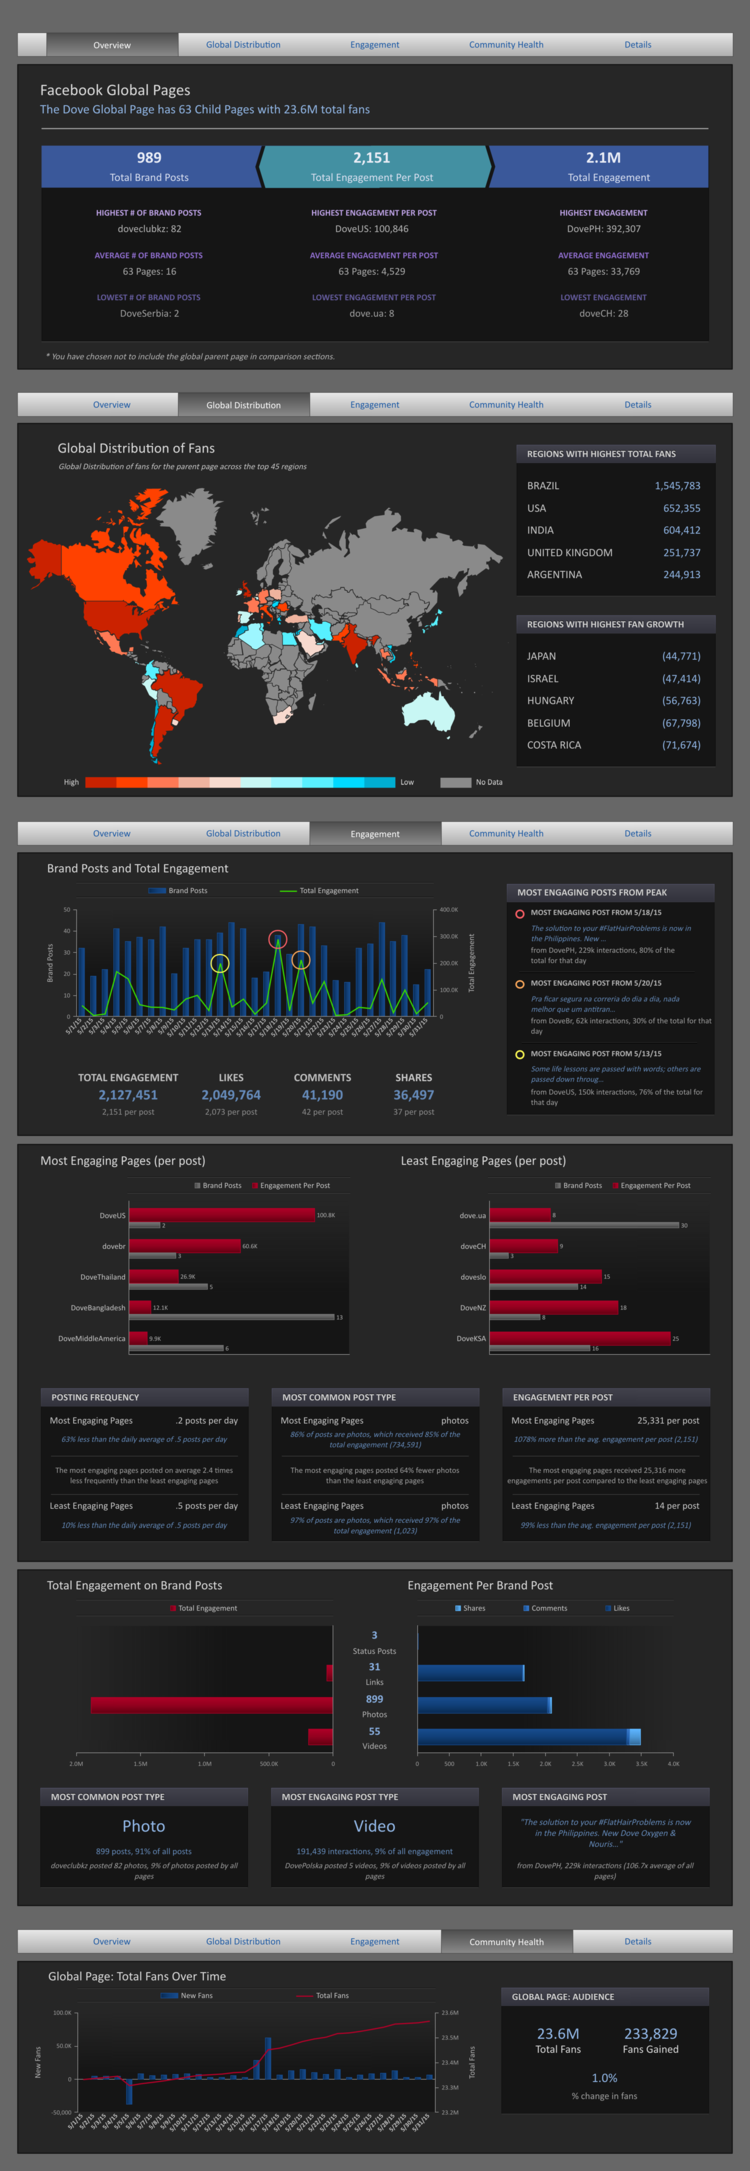 Overview
Global Distribution
Engagement
Community Health
Details
Facebook Global Pages
The Dove Global Page has 63 Child Pages with 23.6M total fans
989
Total Brand Posts
2,151
Total Engagement Per Post
2.1M
Total Engagement
HIGHEST # OF BRAND POSTS
doveclubkz: 82
HIGHEST ENGAGEMENT PER POST
DoveUS: 100,846
HIGHEST ENGAGEMENT
DovePH: 392,307
AVERAGE # OF BRAND POSTS
63 Pages: 16
AVERAGE ENGAGEMENT PER POST
63 Pages: 4,529
AVERAGE ENGAGEMENT
63 Pages: 33,769
LOWEST # OF BRAND POSTS
DoveSerbia: 2
LOWEST ENGAGEMENT PER POST
dove.ua: 8
LOWEST ENGAGEMENT
doveCH: 28
* You have chosen not to include the global parent page in comparison sections.
Overview
Global Distribution
Engagement
Community Health
Details
Global Distribution of Fans
Global Distribution of fans for the parent page across the top 45 regions
High
Low
No Data
REGIONS WITH HIGHEST TOTAL FANS
BRAZIL 1,545,783
USA 652,355
INDIA 604,412
UNITED KINGDOM 251,737
ARGENTINA 244,913
REGIONS WITH HIGHEST FAN GROWTH
JAPAN (44,771)
ISRAEL (47,414)
HUNGARY (56,763)
BELGIUM (67,798)
COSTA RICA (71,674)
Overview
Global Distribution
Engagement
Community Health
Details
Brand Posts and Total Engagement
Brand Posts
Total Engagement
50
40
30
20
10
0
Brand Posts
400.0K
300.0K
200.0K
100.0K
0
Total Engagement
TOTAL ENGAGEMENT
2,127,451
2,151 per post
LIKES
2,049,764
2,073 per post
COMMENTS
41,190
42 per post
SHARES
36,497
37 per post
MOST ENGAGING POSTS FROM PEAK
MOST ENGAGING POST FROM 5/18/15
The solution to your #FlatHairProblems is now in
the Philippines. New ...
from DovePH, 229k interactions, 80% of the
total for that day
MOST ENGAGING POST FROM 5/20/15
Pra ficar segura na correria do dia a dia, nada
melhor que um antitran...
from DoveBr, 62k interactions, 30% of the total for that
day
MOST ENGAGING POST FROM 5/13/15
Some life lessons are passed with words; others are
passed down throug...
from DoveUS, 150k interactions, 76% of the total for
that day
Most Engaging Pages (per post)
Brand Posts
Engagement Per Post
DoveUS 100.8K
2
dovebr 60.6K
3
DoveThailand 26.9K
5
DoveBangladesh 12.1K
13
DoveMiddleAmerica 9.9K
6
Least Engaging Pages (per post)
Brand Posts
Engagement Per Post
dove.ua 8
30
doveCH 9
3
doveslo 15
14
DoveNZ 18
8
DoveKSA 25
16
POSTING FREQUENCY
Most Engaging Pages .2 posts per day
63% less than the daily average of .5 posts per day
The most engaging pages posted on average 2.4 times
less frequently than the least engaging pages
Least Engaging Pages .5 posts per day
10% less than the daily average of .5 posts per day
MOST COMMON POST TYPE
Most Engaging Pages photos
86% of posts are photos, which received 85% of the
total engagement (734,591)
The most engaging pages posted 64% fewer photos
than the least engaging pages
Least Engaging Pages photos
97% of posts are photos, which received 97% of the
total engagement (1,023)
ENGAGEMENT PER POST
Most Engaging Pages 25,331 per post
1078% more than the avg. engagement per post (2,151)
The most engaging pages received 25,316 more
engagements per post compared to the least engaging pages
Least Engaging Pages 14 per post
99% less than the avg. engagement per post (2,151)
Total Engagement on Brand Posts
Total Engagement
2.0M
1.5M
1.0M
500.0K
0
3
Status Posts
31
Links
899
Photos
55
Videos
Engagement Per Brand Post
Shares
Comments
Likes
0
500
1.0K
1.5K
2.0K
2.5K
3.0K
3.5K
4.0K
MOST COMMON POST TYPE
Photo
899 posts, 91% of all posts
doveclubkz posted 82 photos, 9% of photos posted by all
pages
MOST ENGAGING POST TYPE
Video
191,439 interactions, 9% of all engagement
DovePolska posted 5 videos, 9% of videos posted by all
pages
MOST ENGAGING POST
"The solution to your #FlatHairProblems is now
in the Philippines. New Dove Oxygen &
Nouris..."
from DovePH, 229k interactions (106.7x average of all
pages)
Overview
Global Distribution
Engagement
Community Health
Details
Global Page: Total Fans Over Time
New Fans
Total Fans
100.0K
50.0K
0
-50,000
New Fans
23.6M
23.5M
23.4M
23.3M
23.2M
Total Fans
GLOBAL PAGE: AUDIENCE
23.6M
Total Fans
233,829
Fans Gained
1.0%
% change in fans